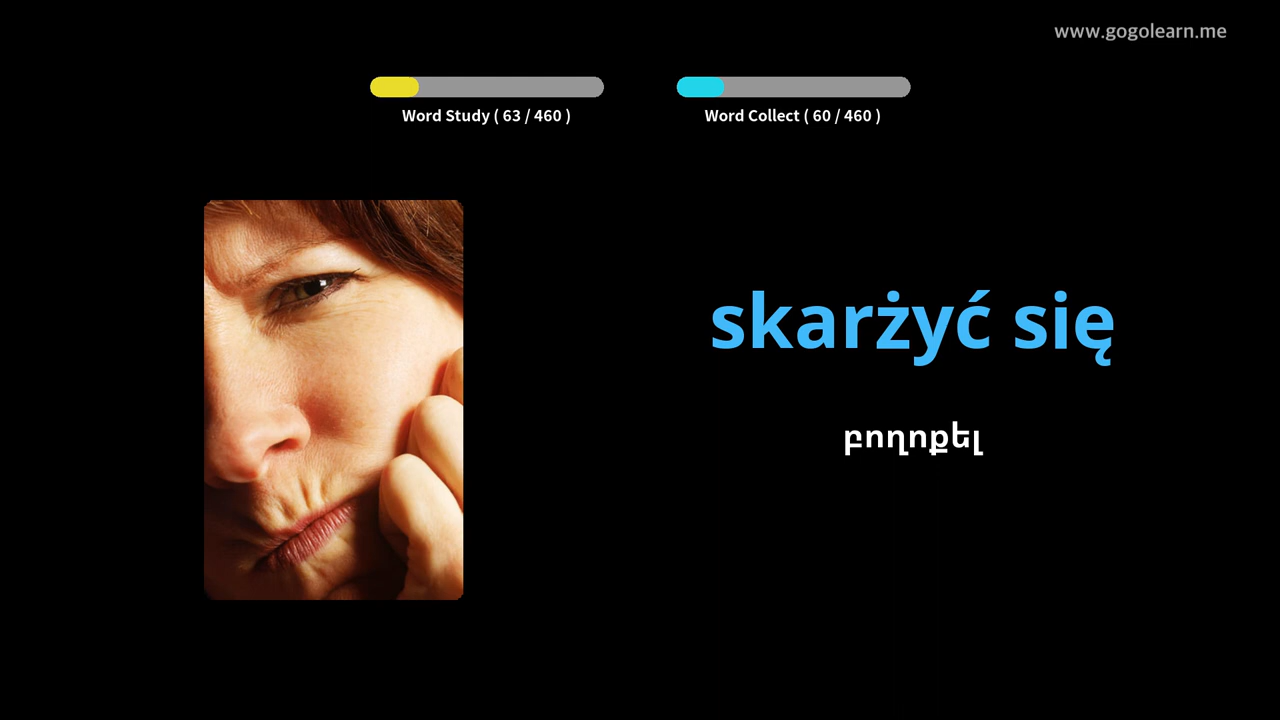 www.gogolearn.me
Word Study ( 63 / 460 )
Word Collect ( 60 / 460 )
skarżyć się
բողոքել